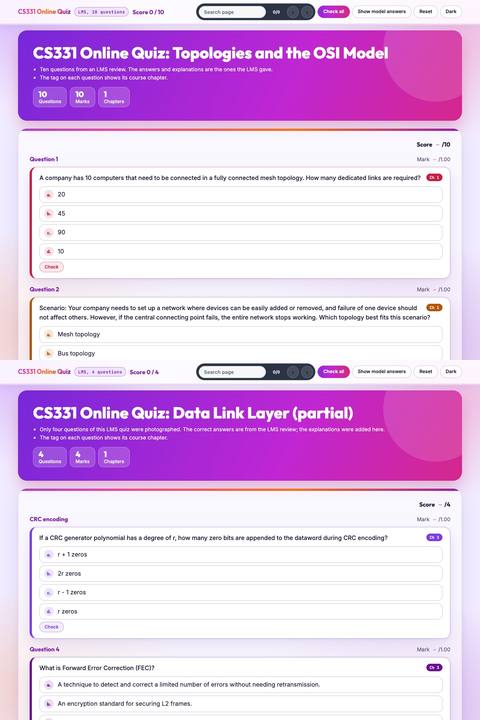 CS331 Online Quiz LMS, 10 questions Score 0 / 10 Search page 0/0 Check all Show model answers Reset Dark
CS331 Online Quiz: Topologies and the OSI Model
• Ten questions from an LMS review. The answers and explanations are the ones the LMS gave.
• The tag on each question shows its course chapter.
10 Questions
10 Marks
1 Chapters
Score – /10
Question 1 Mark – /1.00
A company has 10 computers that need to be connected in a fully connected mesh topology. How many dedicated links are required? Ch 1
a. 20
b. 45
c. 90
d. 10
Check
Question 2 Mark – /1.00
Scenario: Your company needs to set up a network where devices can be easily added or removed, and failure of one device should Ch 1
not affect others. However, if the central connecting point fails, the entire network stops working. Which topology best fits this scenario?
a. Mesh topology
b. Bus topology
CS331 Online Quiz LMS, 4 questions Score 0 / 4 Search page 0/0 Check all Show model answers Reset Dark
CS331 Online Quiz: Data Link Layer (partial)
• Only four questions of this LMS quiz were photographed. The correct answers are from the LMS review; the explanations were added here.
• The tag on each question shows its course chapter.
4 Questions
4 Marks
1 Chapters
Score – /4
CRC encoding Mark – /1.00
If a CRC generator polynomial has a degree of r, how many zero bits are appended to the dataword during CRC encoding? Ch 3
a. r + 1 zeros
b. 2r zeros
c. r - 1 zeros
d. r zeros
Check
Question 4 Mark – /1.00
What is Forward Error Correction (FEC)? Ch 3
a. A technique to detect and correct a limited number of errors without needing retransmission.
b. An encryption standard for securing L2 frames.